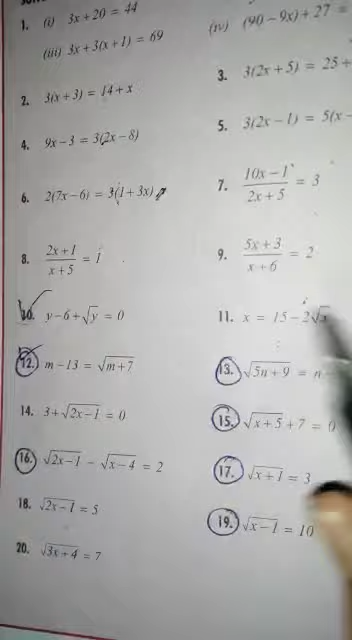 1. (i) 3x + 20 = 44
(iv) (90 − 9x) + 27 =
(iii) 3x + 3(x + 1) = 69
3. 3(2x + 5) = 25 +
2. 3(x + 3) = 14 + x
5. 3(2x − 1) = 5(x −
4. 9x − 3 = 3(2x − 8)
7. \frac{10x − 1}{2x + 5} = 3
6. 2(7x − 6) = 3(1 + 3x)
9. \frac{5x + 3}{x + 6} = 2
8. \frac{2x + 1}{x + 5} = 1
10. y − 6 + √y = 0
11. x = 15 − 2√x
12. m − 13 = √(m + 7)
13. √(5n + 9) = n
14. 3 + √(2x − 1) = 0
15. √(x + 5) + 7 = 0
16. √(2x − 1) − √(x − 4) = 2
17. √(x + 1) = 3
18. √(2x − 1) = 5
19. √(x − 1) = 10
20. √(3x + 4) = 7